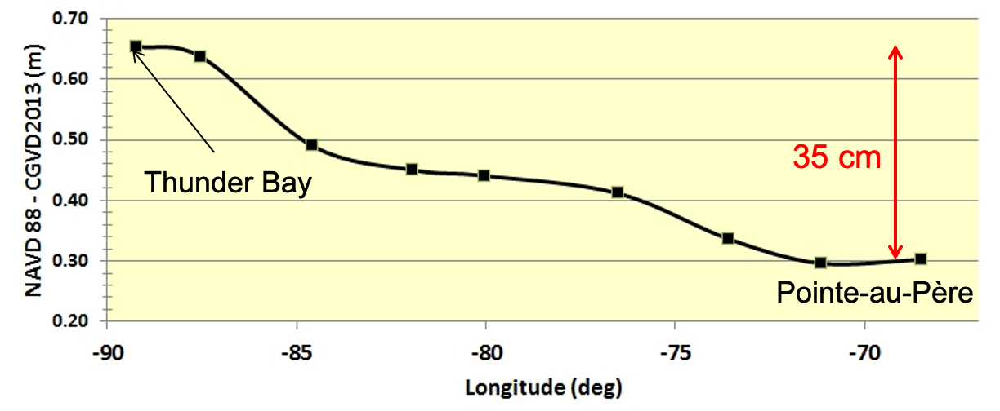 0.70
0.60
0.50
0.40
0.30
0.20
NAVD 88 - CGVD2013 (m)
Thunder Bay
35 cm
Pointe-au-Père
-90
-85
-80
-75
-70
Longitude (deg)